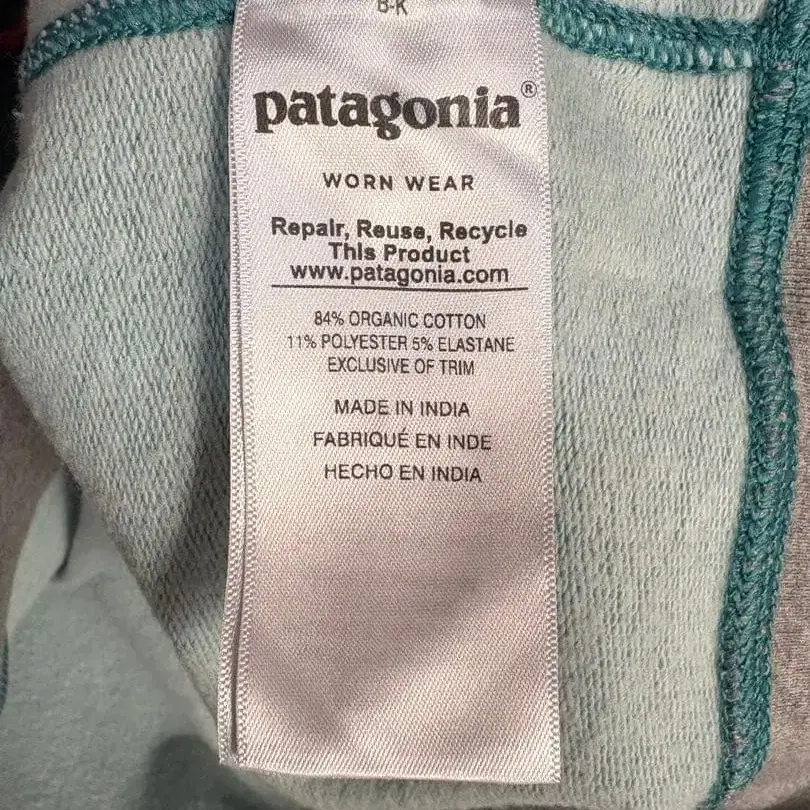 B-K
patagonia®
WORN WEAR
Repair, Reuse, Recycle
This Product
www.patagonia.com
84% ORGANIC COTTON
11% POLYESTER 5% ELASTANE
EXCLUSIVE OF TRIM
MADE IN INDIA
FABRIQUÉ EN INDE
HECHO EN INDIA